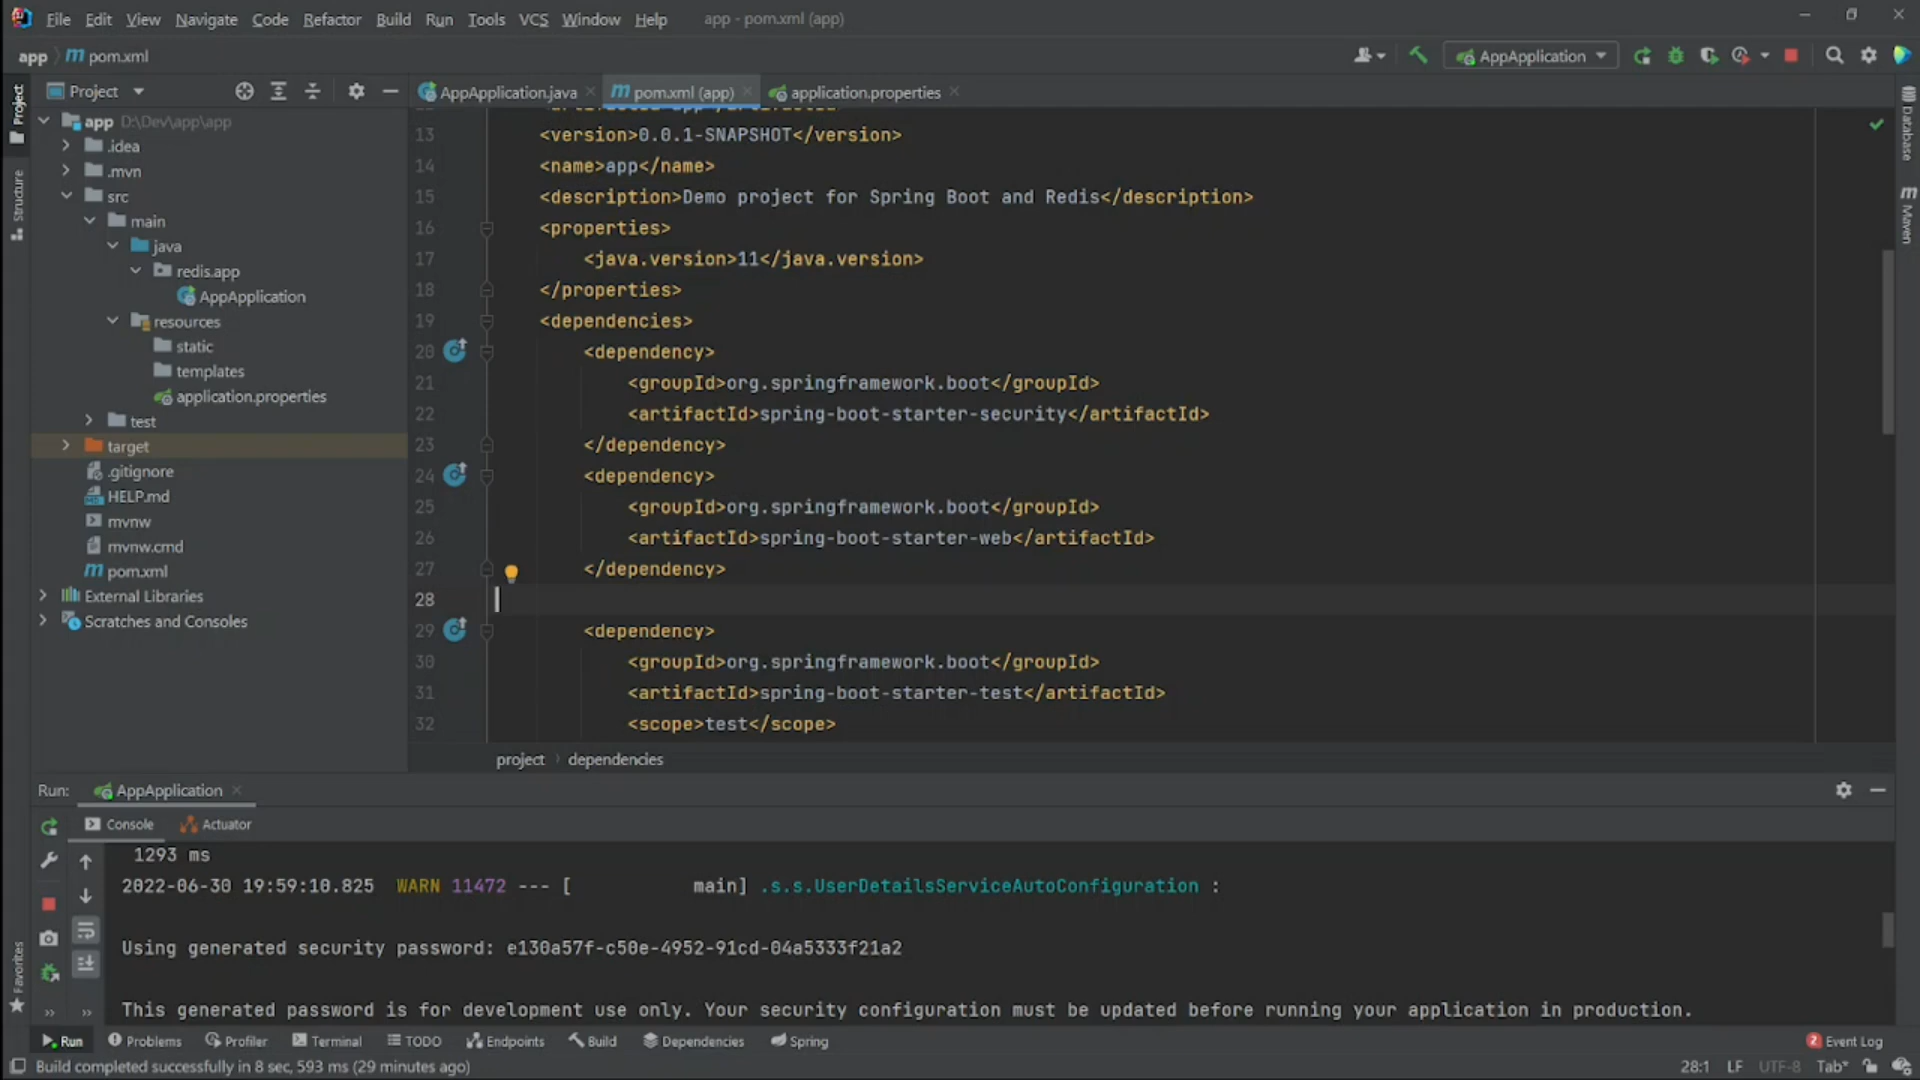 File Edit View Navigate Code Refactor Build Run Tools VCS Window Help app - pom.xml (app)
app pom.xml
AppApplication
Project
Structure
Favorites
Project
app D:\Dev\app\app
.idea
.mvn
src
main
java
redis.app
AppApplication
resources
static
templates
application.properties
test
target
.gitignore
HELP.md
mvnw
mvnw.cmd
pom.xml
External Libraries
Scratches and Consoles
AppApplication.java pom.xml (app) application.properties
13 <version>0.0.1-SNAPSHOT</version>
14 <name>app</name>
15 <description>Demo project for Spring Boot and Redis</description>
16 <properties>
17 <java.version>11</java.version>
18 </properties>
19 <dependencies>
20 <dependency>
21 <groupId>org.springframework.boot</groupId>
22 <artifactId>spring-boot-starter-security</artifactId>
23 </dependency>
24 <dependency>
25 <groupId>org.springframework.boot</groupId>
26 <artifactId>spring-boot-starter-web</artifactId>
27 </dependency>
28
29 <dependency>
30 <groupId>org.springframework.boot</groupId>
31 <artifactId>spring-boot-starter-test</artifactId>
32 <scope>test</scope>
project dependencies
Database
Maven
Run: AppApplication
Console Actuator
1293 ms
2022-06-30 19:59:10.825 WARN 11472 --- [ main] .s.s.UserDetailsServiceAutoConfiguration :
Using generated security password: e130a57f-c50e-4952-91cd-04a5333f21a2
This generated password is for development use only. Your security configuration must be updated before running your application in production.
Run Problems Profiler Terminal TODO Endpoints Build Dependencies Spring 2 Event Log
Build completed successfully in 8 sec, 593 ms (29 minutes ago) 28:1 LF UTF-8 Tab*